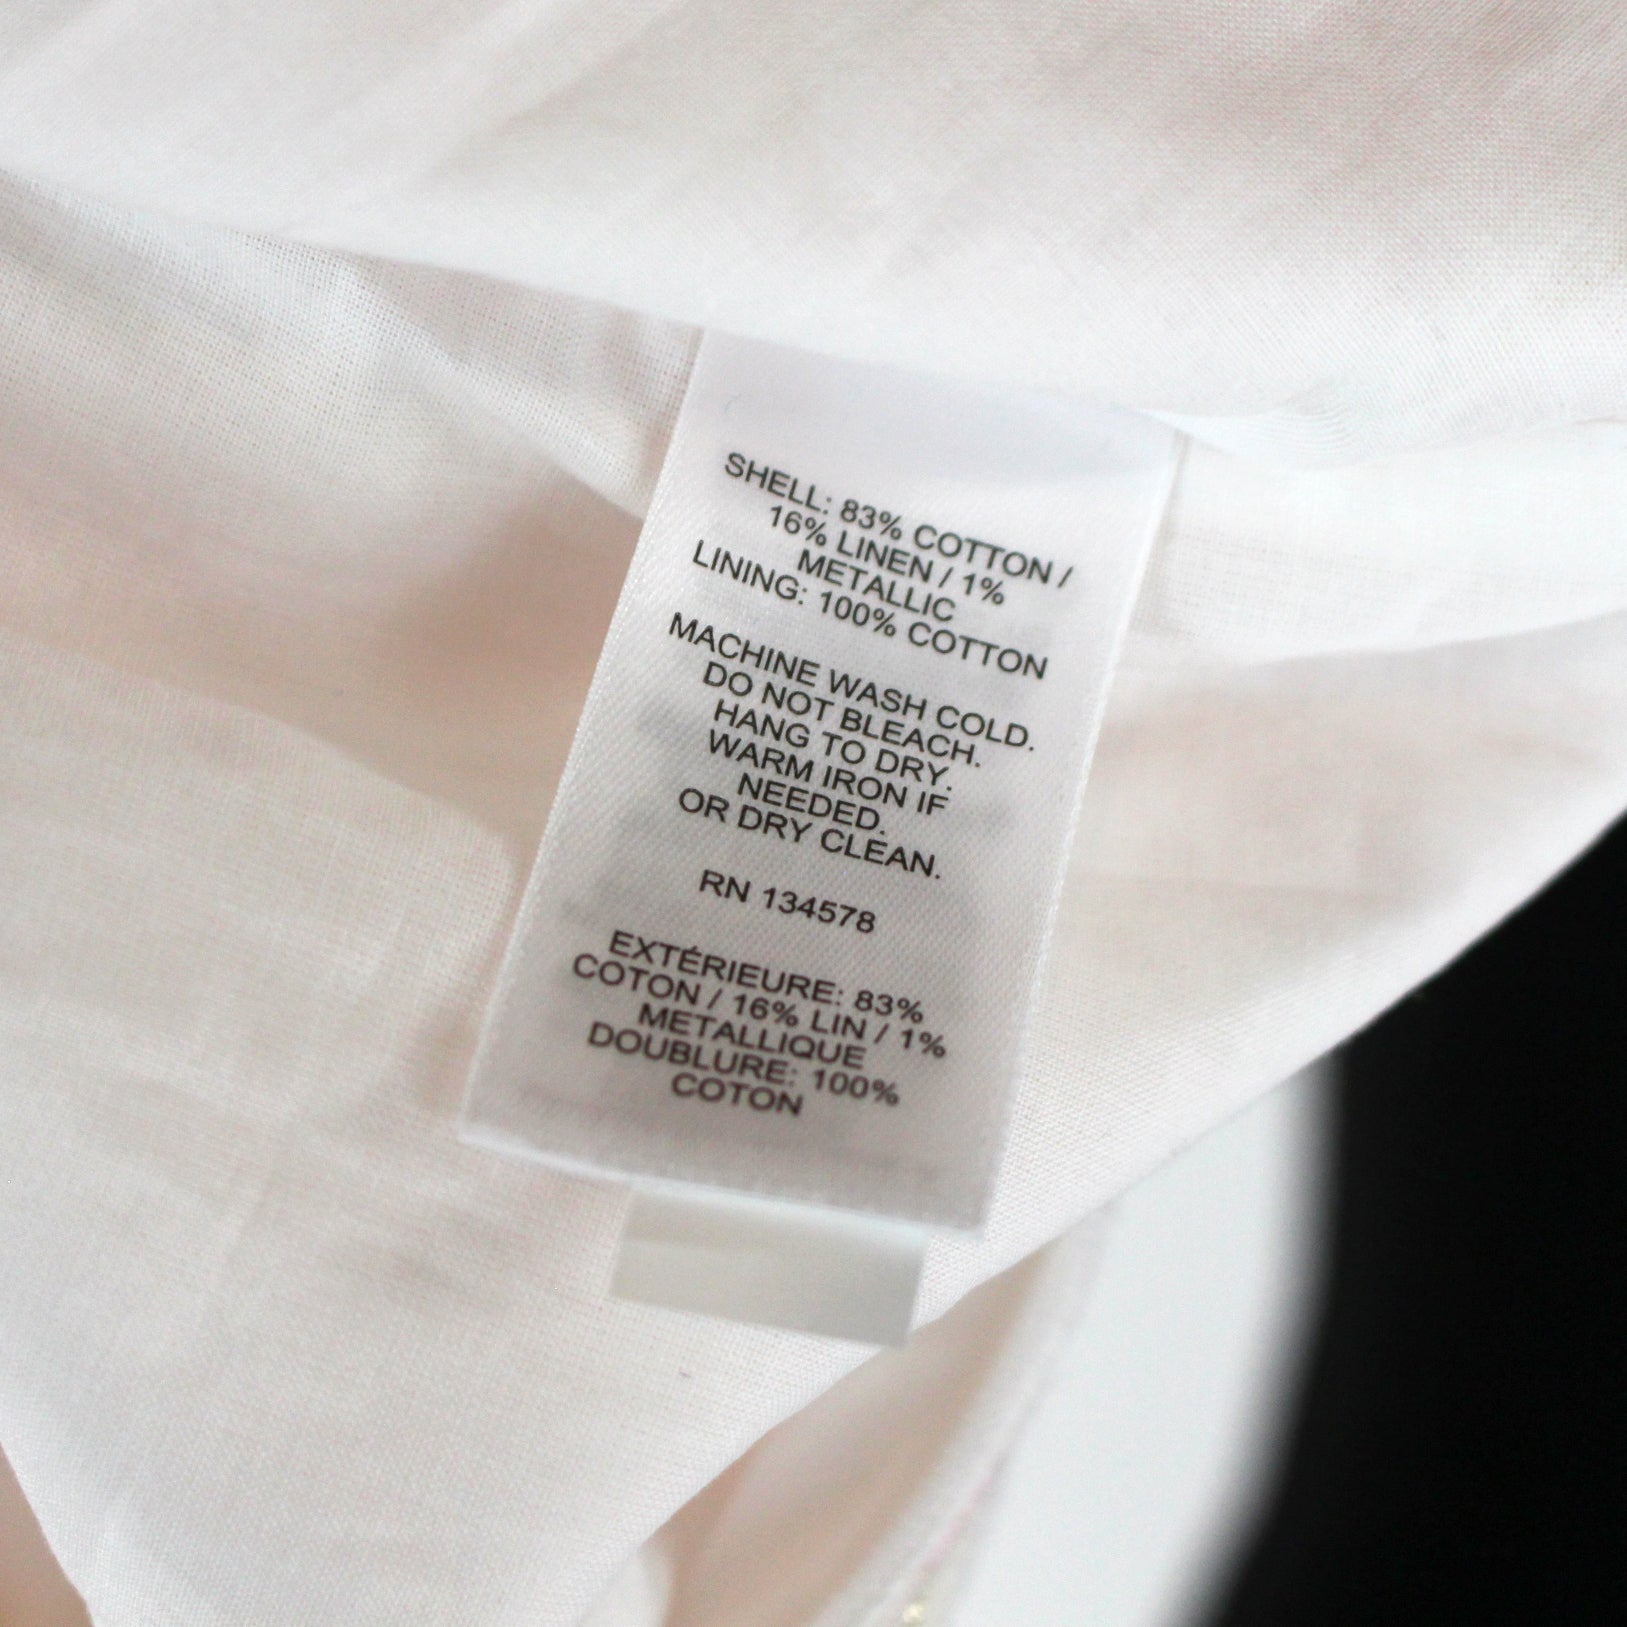 SHELL: 83% COTTON /
16% LINEN / 1%
METALLIC
LINING: 100% COTTON
MACHINE WASH COLD.
DO NOT BLEACH.
HANG TO DRY.
WARM IRON IF
NEEDED.
OR DRY CLEAN.
RN 134578
EXTÉRIEURE: 83%
COTON / 16% LIN / 1%
METALLIQUE
DOUBLURE: 100%
COTON